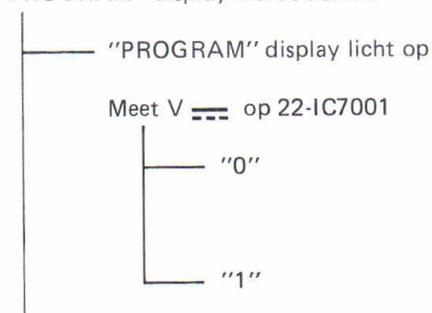 "PROGRAM" display licht op
Meet V ⎓ op 22-IC7001
"0"
"1"